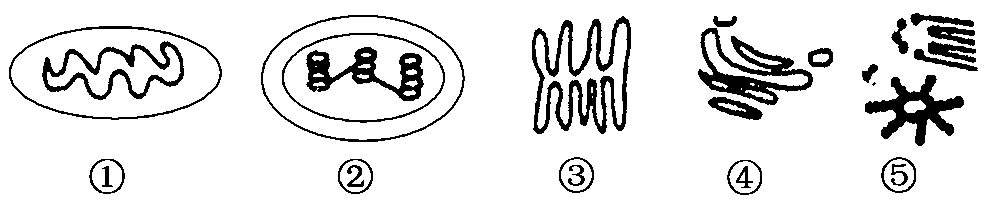 ① ② ③ ④ ⑤